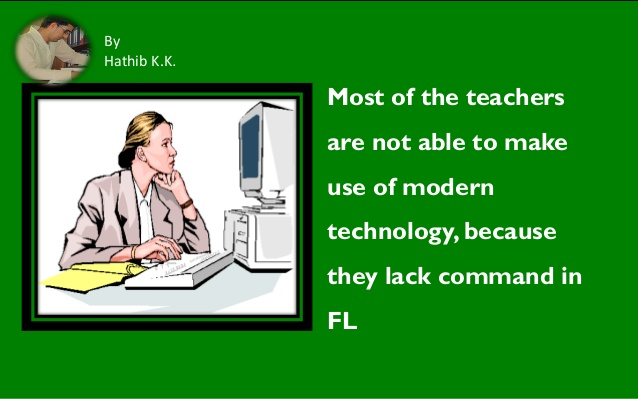 By
Hathib K.K.
Most of the teachers
are not able to make
use of modern
technology, because
they lack command in
FL